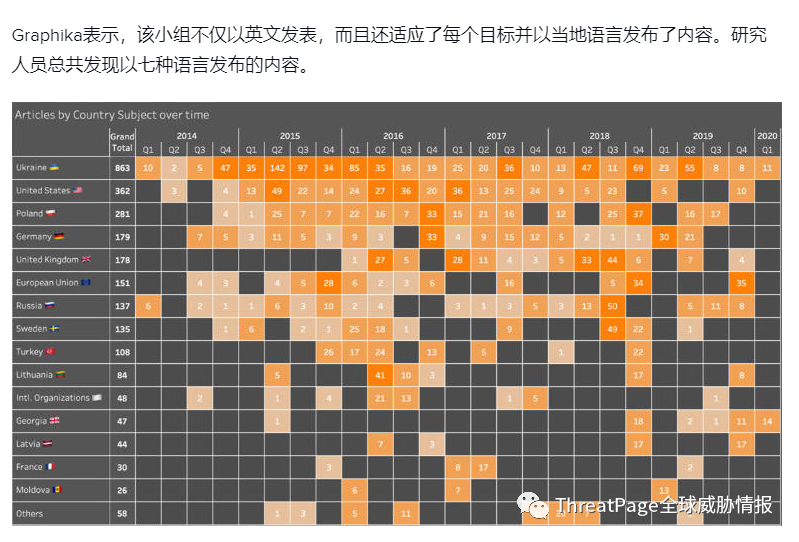 Graphika表示，该小组不仅以英文发表，而且还适应了每个目标并以当地语言发布了内容。研究
人员总共发现以七种语言发布的内容。
Articles by Country Subject over time
Grand Total 2014 2015 2016 2017 2018 2019 2020
Q1 Q2 Q3 Q4 Q1 Q2 Q3 Q4 Q1 Q2 Q3 Q4 Q1 Q2 Q3 Q4 Q1 Q2 Q3 Q4 Q1 Q2 Q3 Q4 Q1
Ukraine 863 10 2 5 47 35 142 97 34 85 35 16 19 25 20 36 10 13 47 11 69 23 55 8 8 11
United States 362 3 4 13 49 22 14 24 27 36 20 36 13 25 24 9 5 23 5 10
Poland 281 4 1 25 7 7 22 16 7 33 15 21 16 12 25 37 16 17
Germany 179 7 5 3 11 5 3 9 3 33 4 9 15 12 5 2 1 1 30 21
United Kingdom 178 1 27 5 28 11 4 3 5 33 44 6 7 4
European Union 151 4 3 4 5 28 6 2 3 6 16 5 34 35
Russia 137 6 2 1 1 6 3 10 2 4 3 1 3 5 3 13 50 5 11 8
Sweden 135 1 6 2 1 25 18 1 9 49 22 1
Turkey 108 26 17 24 13 5 1 22
Lithuania 84 5 41 10 3 17 8
Intl. Organizations 48 2 1 4 21 13 1 5 1
Georgia 47 1 18 2 1 11 14
Latvia 44 7 3 17 17
France 30 3 8 17 2
Moldova 26 6 7 13
Others 58 1 3 5 11
ThreatPage全球威胁情报